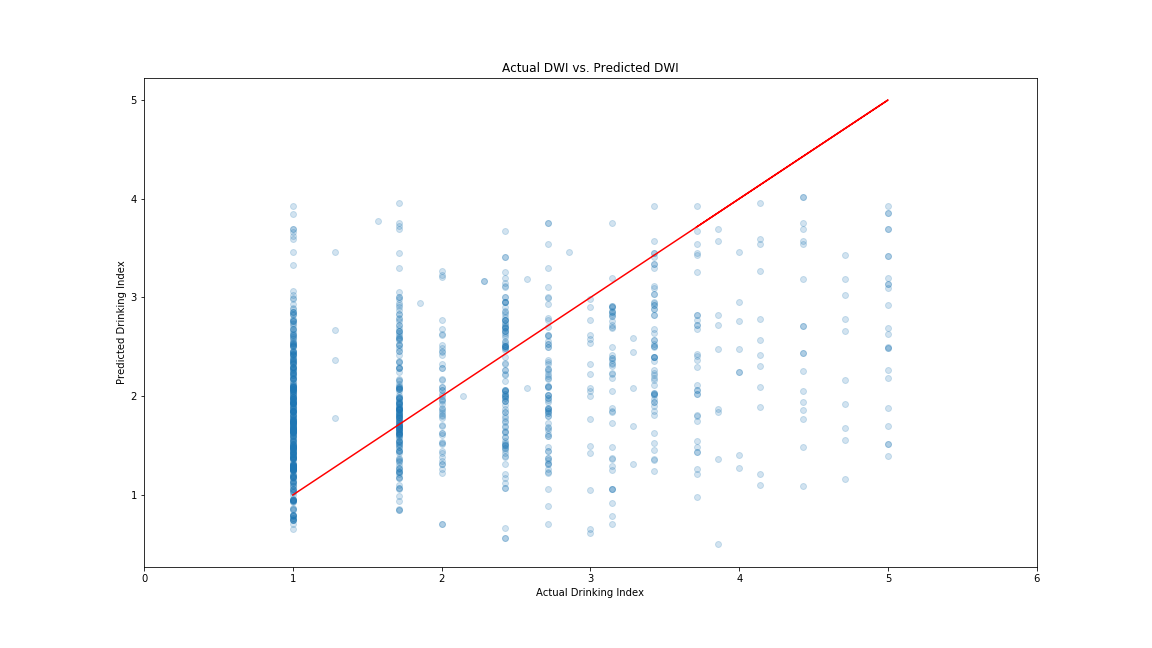 Actual DWI vs. Predicted DWI
Predicted Drinking Index
5
4
3
2
1
0 1 2 3 4 5 6
Actual Drinking Index